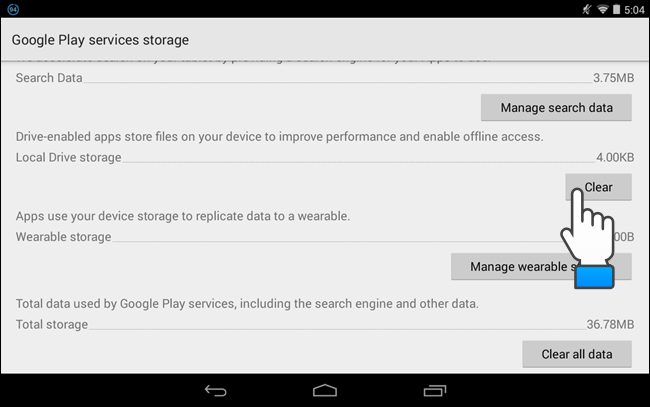 94 5:04
Google Play services storage
Search Data 3.75MB
Manage search data
Drive-enabled apps store files on your device to improve performance and enable offline access.
Local Drive storage 4.00KB
Clear
Apps use your device storage to replicate data to a wearable.
Wearable storage 00B
Manage wearable
Total data used by Google Play services, including the search engine and other data.
Total storage 36.78MB
Clear all data